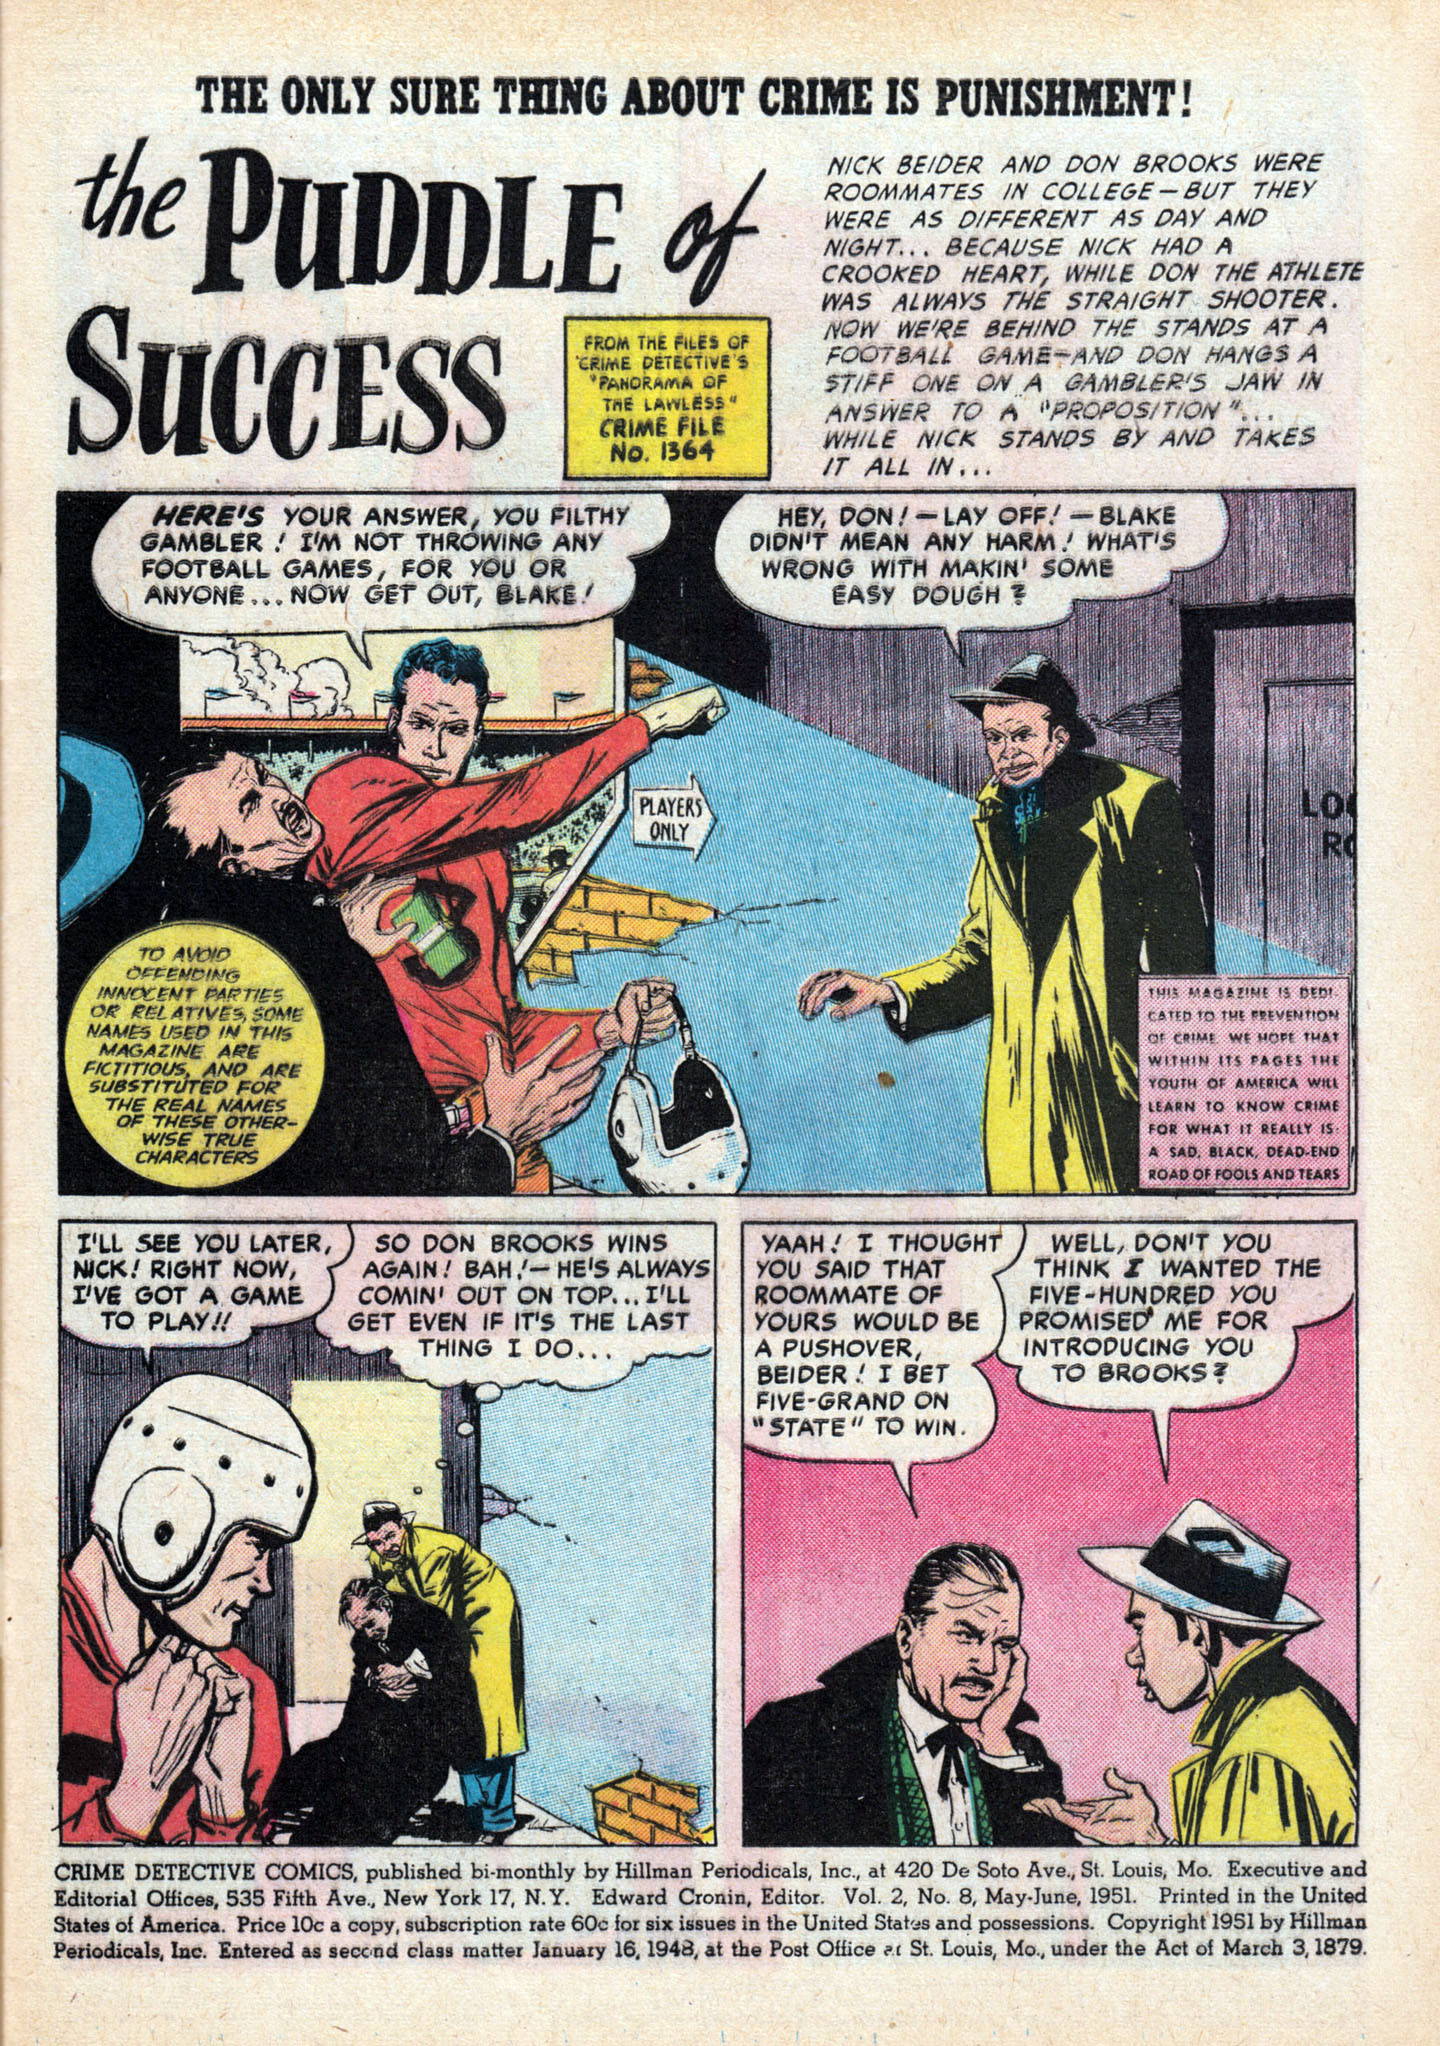 THE ONLY SURE THING ABOUT CRIME IS PUNISHMENT!
the PUDDLE of
SUCCESS
FROM THE FILES OF
'CRIME DETECTIVE'S
"PANORAMA OF
THE LAWLESS"
CRIME FILE
No. 1364
NICK BEIDER AND DON BROOKS WERE
ROOMMATES IN COLLEGE—BUT THEY
WERE AS DIFFERENT AS DAY AND
NIGHT... BECAUSE NICK HAD A
CROOKED HEART, WHILE DON THE ATHLETE
WAS ALWAYS THE STRAIGHT SHOOTER.
NOW WE'RE BEHIND THE STANDS AT A
FOOTBALL GAME—AND DON HANGS A
STIFF ONE ON A GAMBLER'S JAW IN
ANSWER TO A "PROPOSITION"...
WHILE NICK STANDS BY AND TAKES
IT ALL IN...
HERE'S YOUR ANSWER, YOU FILTHY
GAMBLER! I'M NOT THROWING ANY
FOOTBALL GAMES, FOR YOU OR
ANYONE... NOW GET OUT, BLAKE!
HEY, DON!—LAY OFF!—BLAKE
DIDN'T MEAN ANY HARM! WHAT'S
WRONG WITH MAKIN' SOME
EASY DOUGH?
PLAYERS
ONLY
LOC
RO
TO AVOID
OFFENDING
INNOCENT PARTIES
OR RELATIVES, SOME
NAMES USED IN THIS
MAGAZINE ARE
FICTITIOUS, AND ARE
SUBSTITUTED FOR
THE REAL NAMES
OF THESE OTHER-
WISE TRUE
CHARACTERS
THIS MAGAZINE IS DEDI-
CATED TO THE PREVENTION
OF CRIME. WE HOPE THAT
WITHIN ITS PAGES THE
YOUTH OF AMERICA WILL
LEARN TO KNOW CRIME
FOR WHAT IT REALLY IS:
A SAD, BLACK, DEAD-END
ROAD OF FOOLS AND TEARS
I'LL SEE YOU LATER,
NICK! RIGHT NOW,
I'VE GOT A GAME
TO PLAY!!
SO DON BROOKS WINS
AGAIN! BAH!—HE'S ALWAYS
COMIN' OUT ON TOP... I'LL
GET EVEN IF IT'S THE LAST
THING I DO...
YAAH! I THOUGHT
YOU SAID THAT
ROOMMATE OF
YOURS WOULD BE
A PUSHOVER,
BEIDER! I BET
FIVE-GRAND ON
"STATE" TO WIN.
WELL, DON'T YOU
THINK I WANTED THE
FIVE-HUNDRED YOU
PROMISED ME FOR
INTRODUCING YOU
TO BROOKS?
CRIME DETECTIVE COMICS, published bi-monthly by Hillman Periodicals, Inc., at 420 De Soto Ave., St. Louis, Mo. Executive and
Editorial Offices, 535 Fifth Ave., New York 17, N.Y. Edward Cronin, Editor. Vol. 2, No. 8, May-June, 1951. Printed in the United
States of America. Price 10c a copy, subscription rate 60c for six issues in the United States and possessions. Copyright 1951 by Hillman
Periodicals, Inc. Entered as second class matter January 16, 1948, at the Post Office at St. Louis, Mo., under the Act of March 3, 1879.